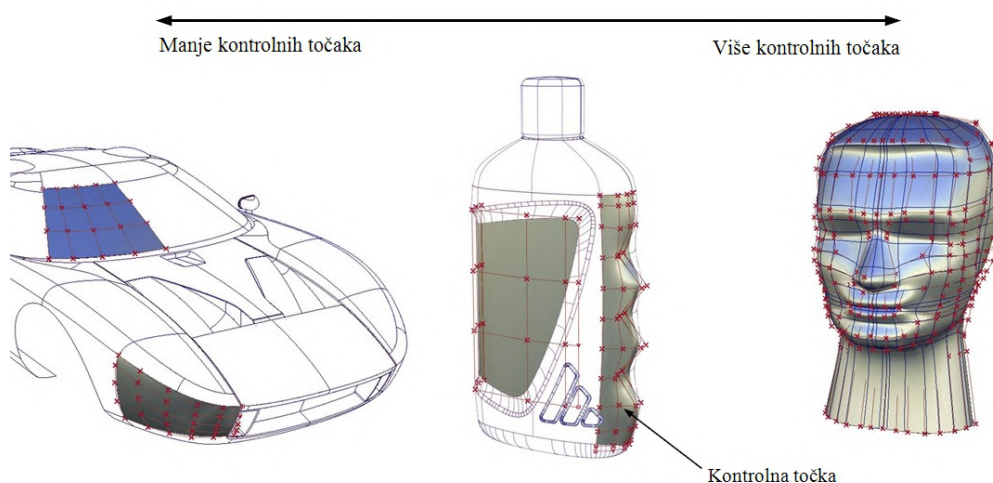 Manje kontrolnih točaka
Više kontrolnih točaka
Kontrolna točka